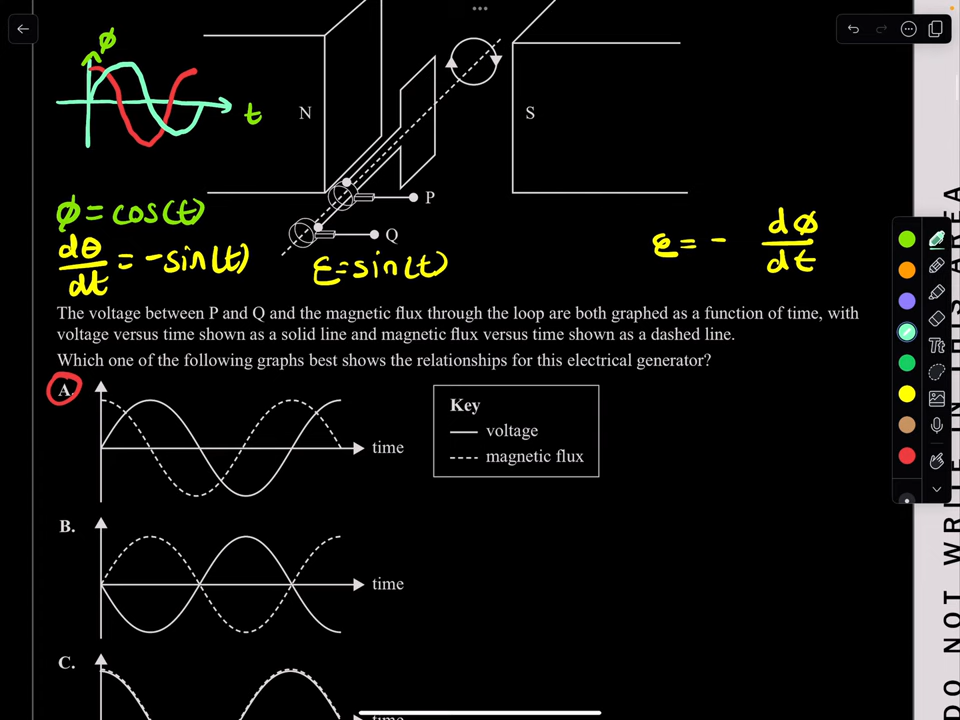 ϕ
t
N
S
P
Q
ϕ = cos(t)
dθ/dt = -sin(t)
ε = sin(t)
ε = - dϕ/dt
The voltage between P and Q and the magnetic flux through the loop are both graphed as a function of time, with
voltage versus time shown as a solid line and magnetic flux versus time shown as a dashed line.
Which one of the following graphs best shows the relationships for this electrical generator?
A.
time
Key
voltage
magnetic flux
B.
time
C.
time
Tt
DO NOT WRITE IN THIS AREA